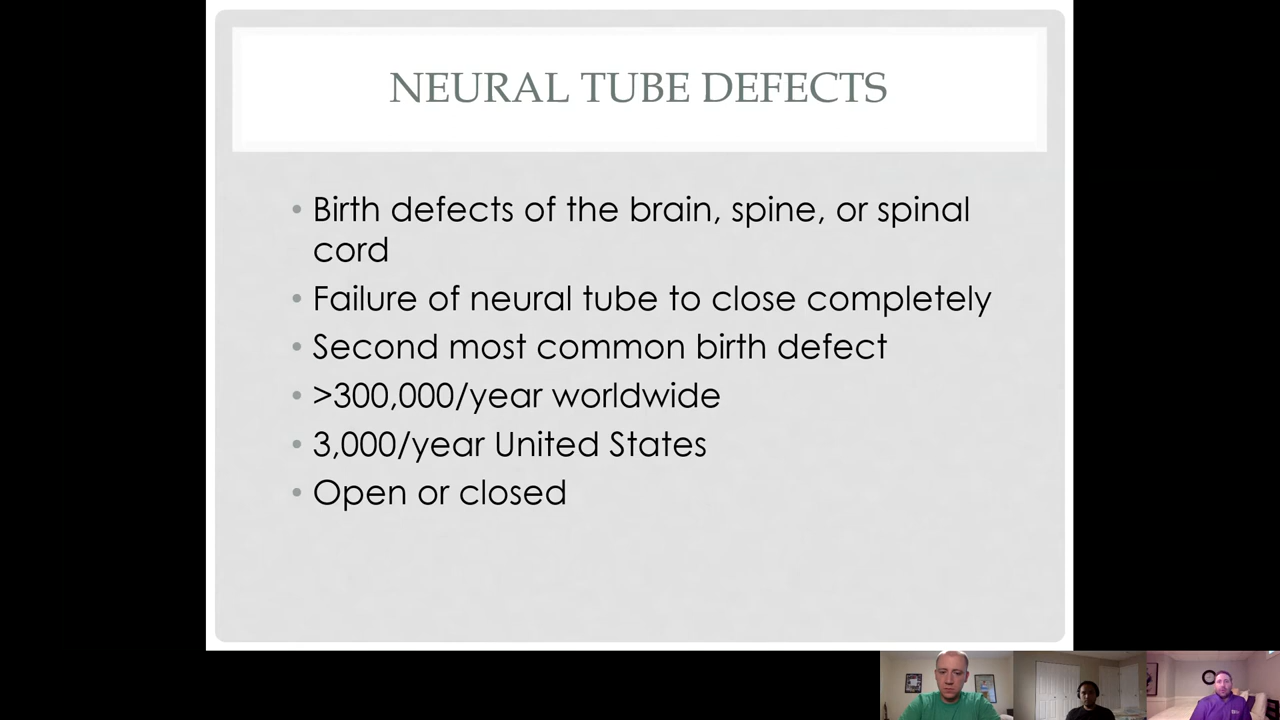 NEURAL TUBE DEFECTS
• Birth defects of the brain, spine, or spinal
cord
• Failure of neural tube to close completely
• Second most common birth defect
• >300,000/year worldwide
• 3,000/year United States
• Open or closed